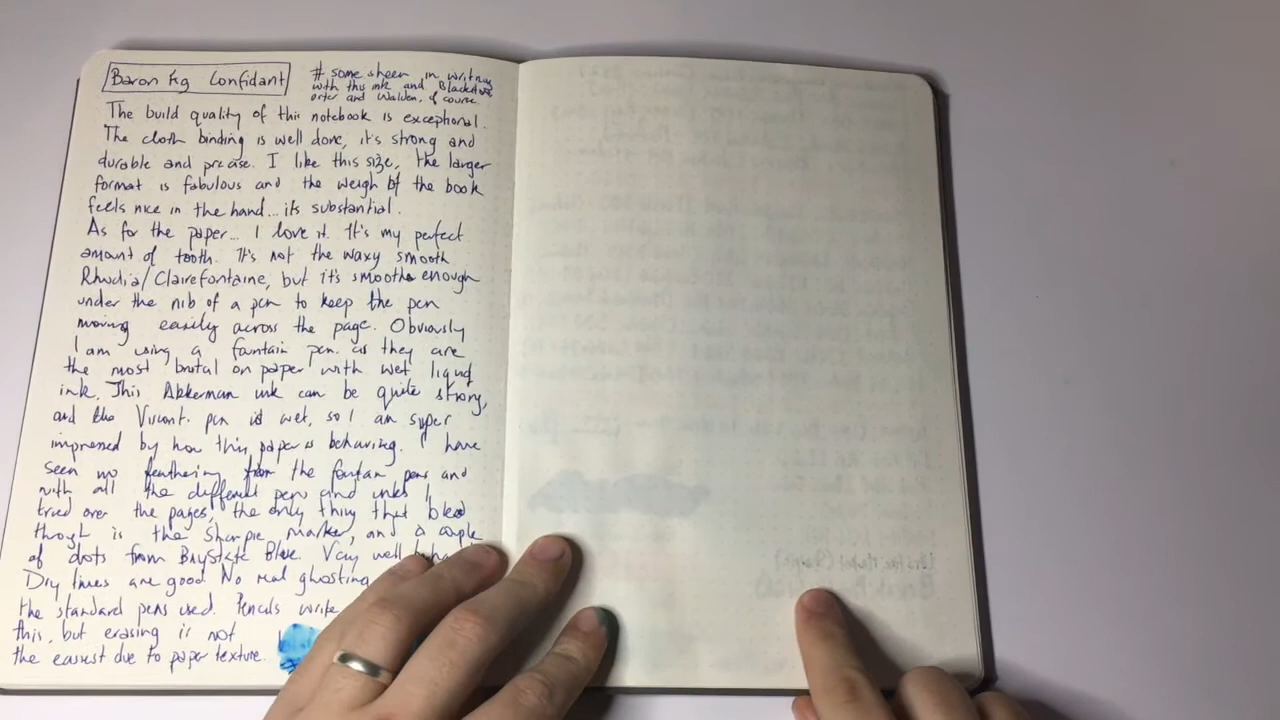 Baron Fig Confidant
# some sheen in writing
with this ink and Blackstone
and Walden, of course.
The build quality of this notebook is exceptional.
The cloth binding is well done, it's strong and
durable and precise. I like this size, the larger
format is fabulous and the weigh of the book
feels nice in the hand... its substantial.
As for the paper... I love it. It's my perfect
amount of tooth. It's not the waxy smooth
Rhodia/Clairefontaine, but it's smooth enough
under the nib of a pen to keep the pen
moving easily across the page. Obviously
I am using a fountain pen as they are
the most brutal on paper with wet liquid
ink. This Akkerman ink can be quite strong,
and the Visconti pen is wet, so I am super
impressed by how this paper is behaving. I have
seen no feathering from the fountain pens and
with all the different pens and inks I
tried over the pages, the only thing that bleed
though is the Sharpie marker, and a couple
of dots from BayState Blue. Very well
Dry times are good. No real ghosting
the standard pens used. Pencils write
this, but erasing is not
the easiest due to paper texture.